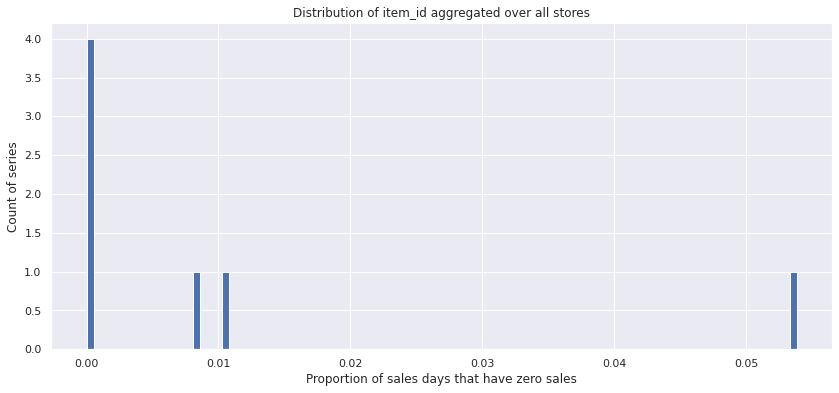 Distribution of item_id aggregated over all stores
4.0
3.5
3.0
2.5
2.0
1.5
1.0
0.5
0.0
Count of series
0.00 0.01 0.02 0.03 0.04 0.05
Proportion of sales days that have zero sales